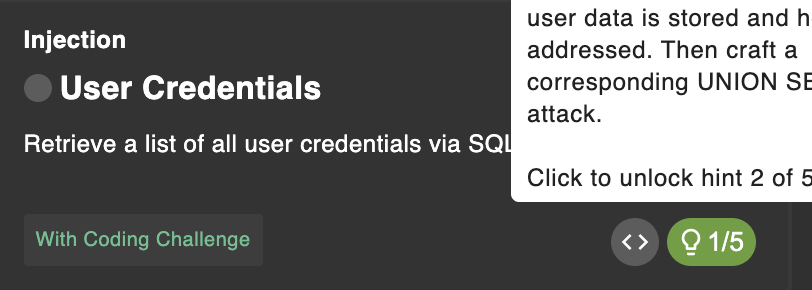 Injection
User Credentials
Retrieve a list of all user credentials via SQL
With Coding Challenge
<> 1/5
user data is stored and h
addressed. Then craft a
corresponding UNION SE
attack.
Click to unlock hint 2 of 5